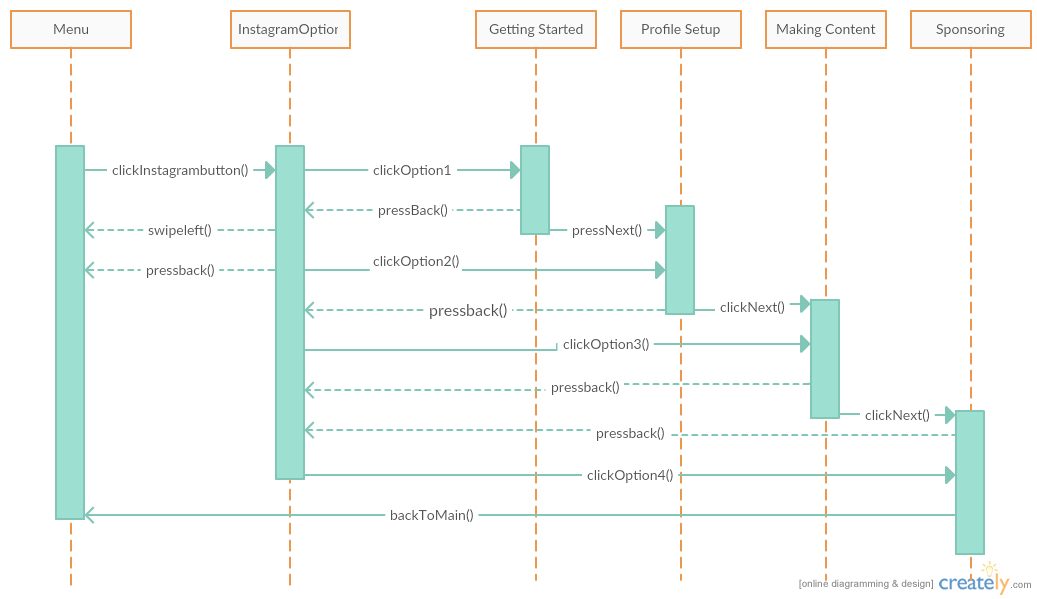 Menu
InstagramOption
Getting Started
Profile Setup
Making Content
Sponsoring
clickInstagrambutton()
clickOption1
pressBack()
swipeleft()
pressNext()
clickOption2()
pressback()
pressback()
clickNext()
clickOption3()
pressback()
clickNext()
pressback()
clickOption4()
backToMain()
[online diagramming & design] creately.com